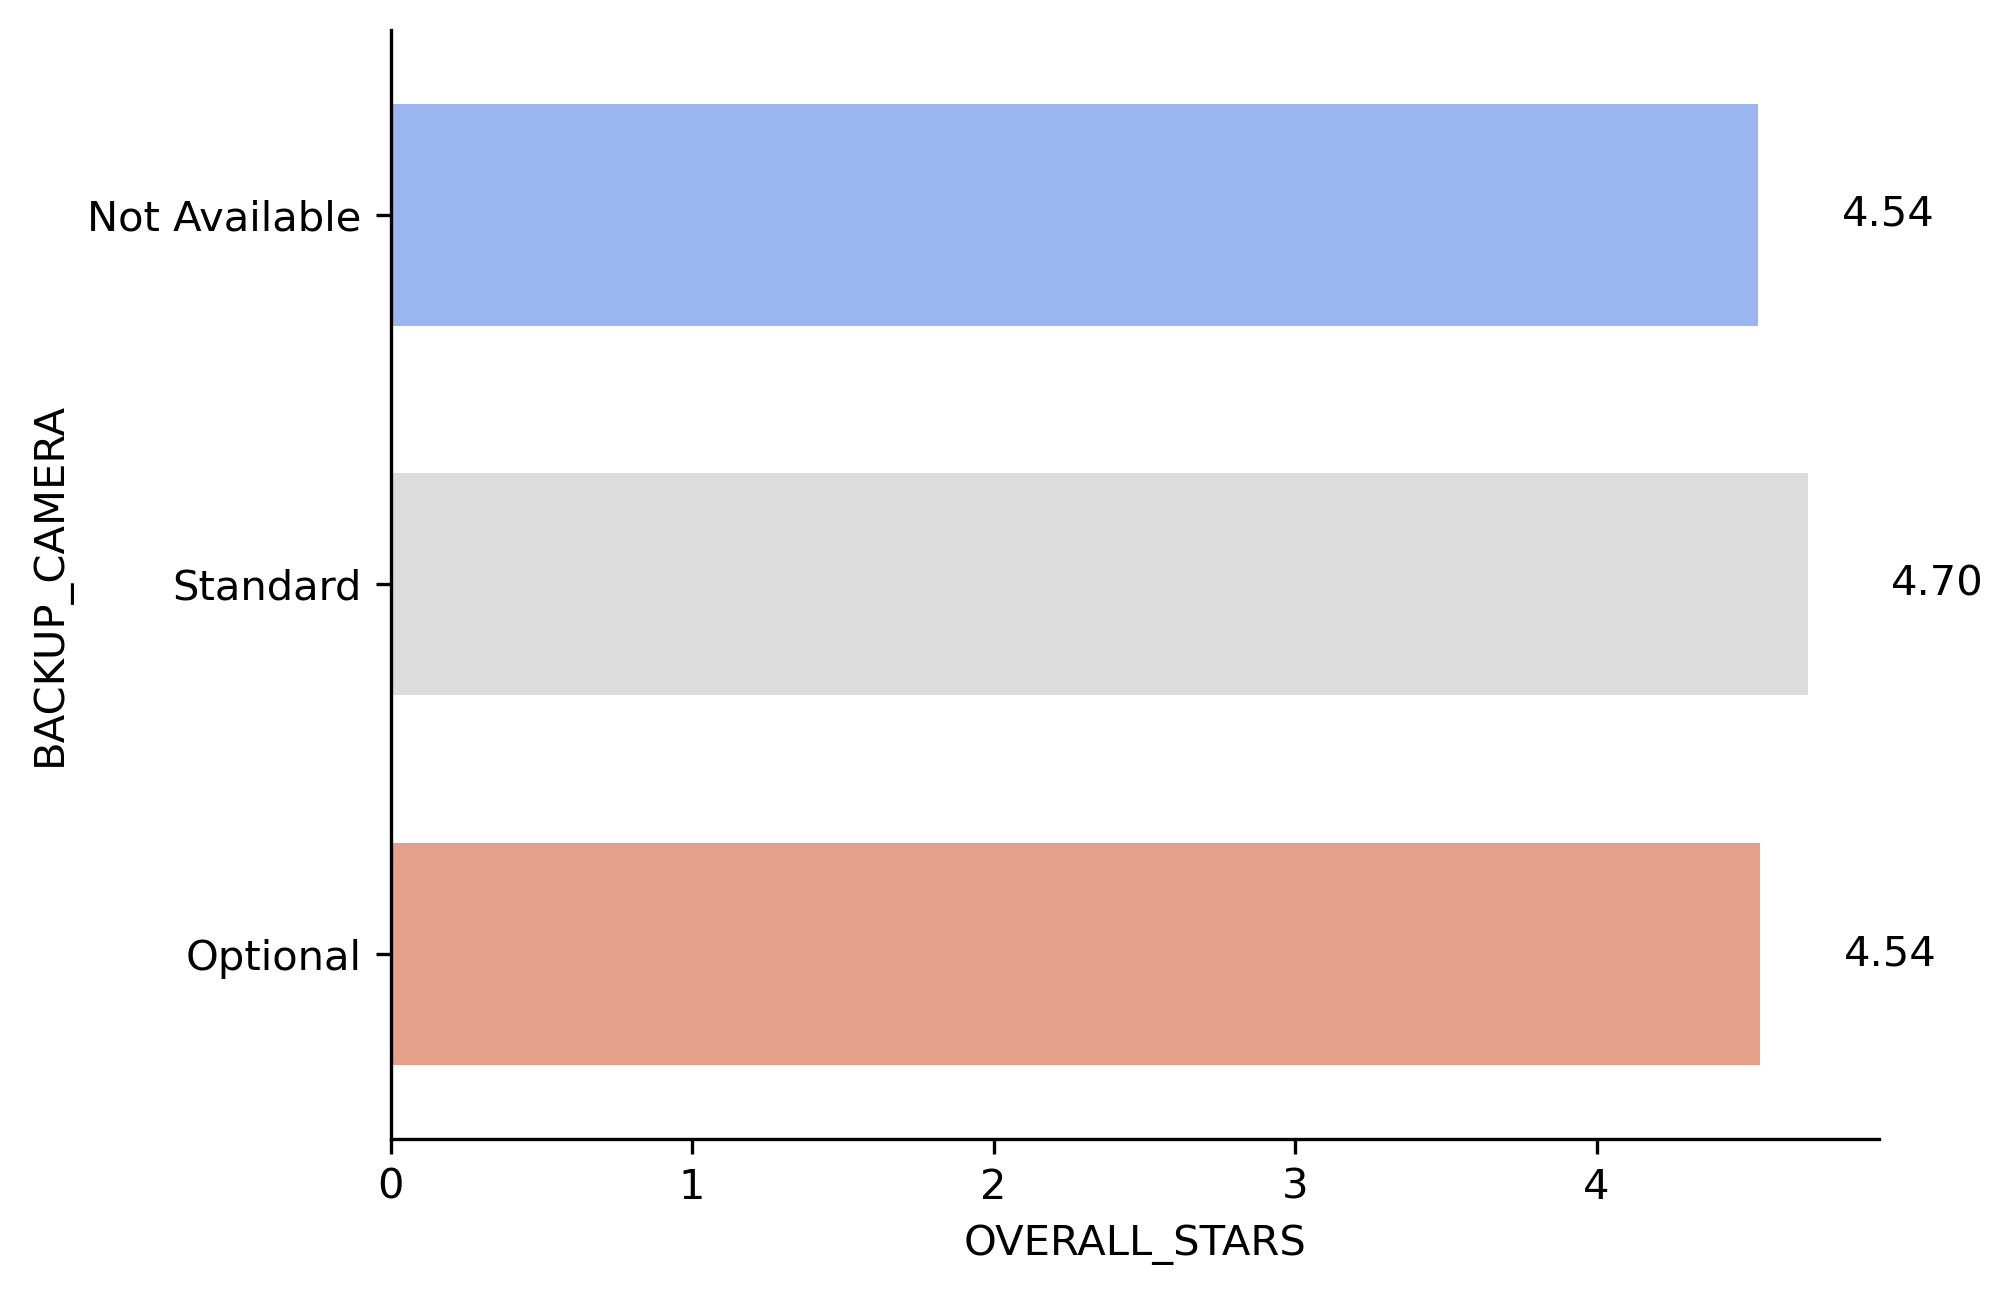 Not Available
4.54
Standard
4.70
Optional
4.54
BACKUP_CAMERA
0 1 2 3 4
OVERALL_STARS